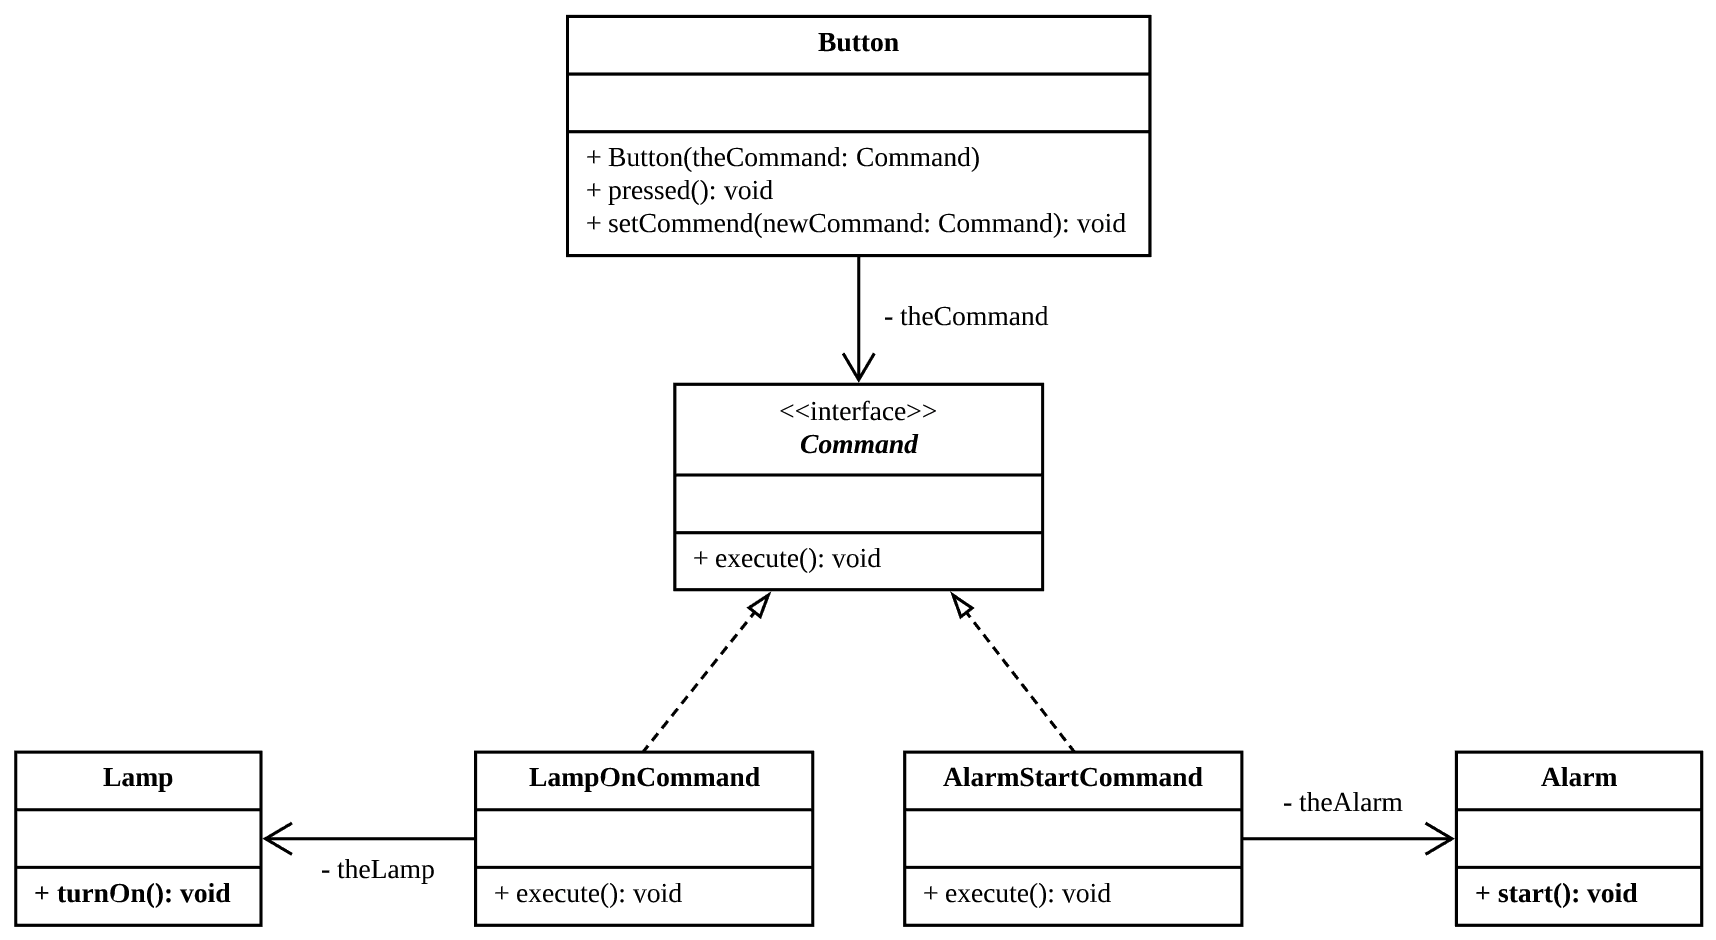 Button
+ Button(theCommand: Command)
+ pressed(): void
+ setCommend(newCommand: Command): void
- theCommand
<<interface>>
Command
+ execute(): void
Lamp
+ turnOn(): void
- theLamp
LampOnCommand
+ execute(): void
AlarmStartCommand
+ execute(): void
- theAlarm
Alarm
+ start(): void